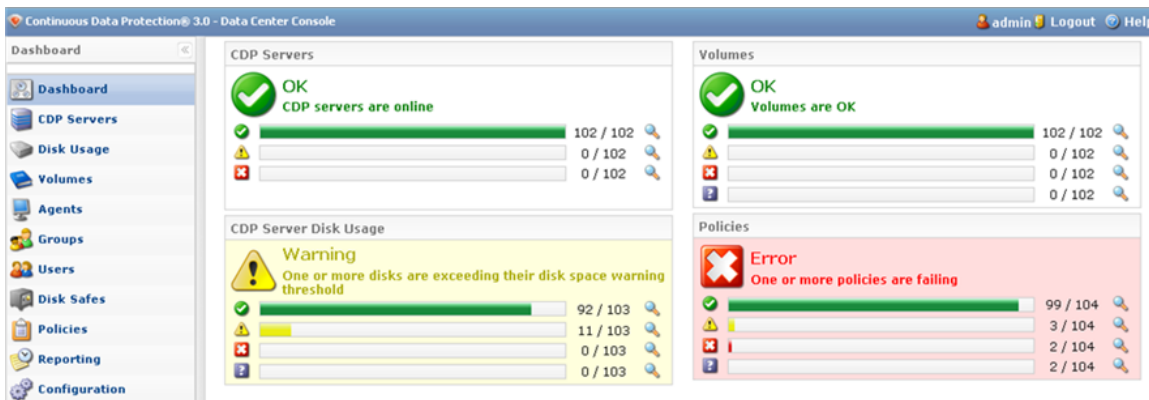 Continuous Data Protection® 3.0 - Data Center Console
admin Logout Help
Dashboard
Dashboard
CDP Servers
Disk Usage
Volumes
Agents
Groups
Users
Disk Safes
Policies
Reporting
Configuration
CDP Servers
OK
CDP servers are online
102 / 102
0 / 102
0 / 102
Volumes
OK
Volumes are OK
102 / 102
0 / 102
0 / 102
0 / 102
CDP Server Disk Usage
Warning
One or more disks are exceeding their disk space warning
threshold
92 / 103
11 / 103
0 / 103
0 / 103
Policies
Error
One or more policies are failing
99 / 104
3 / 104
2 / 104
2 / 104